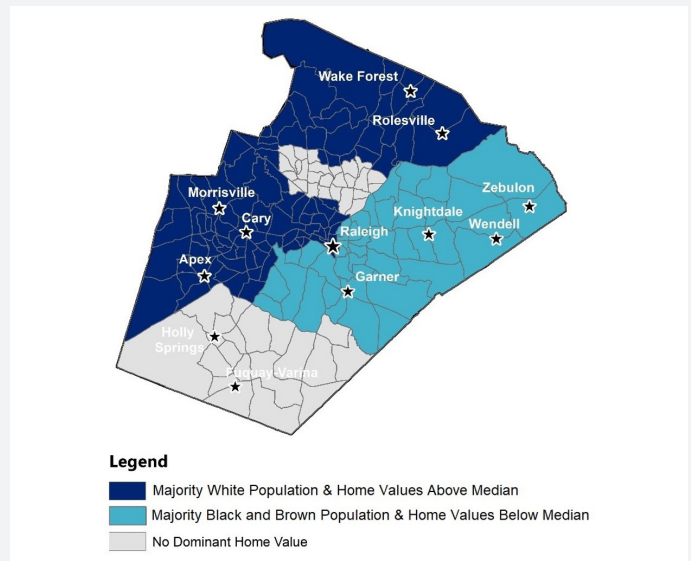 Wake Forest
Rolesville
Zebulon
Morrisville
Knightdale
Cary
Wendell
Raleigh
Apex
Garner
Holly
Springs
Fuquay-Varina
Legend
Majority White Population & Home Values Above Median
Majority Black and Brown Population & Home Values Below Median
No Dominant Home Value